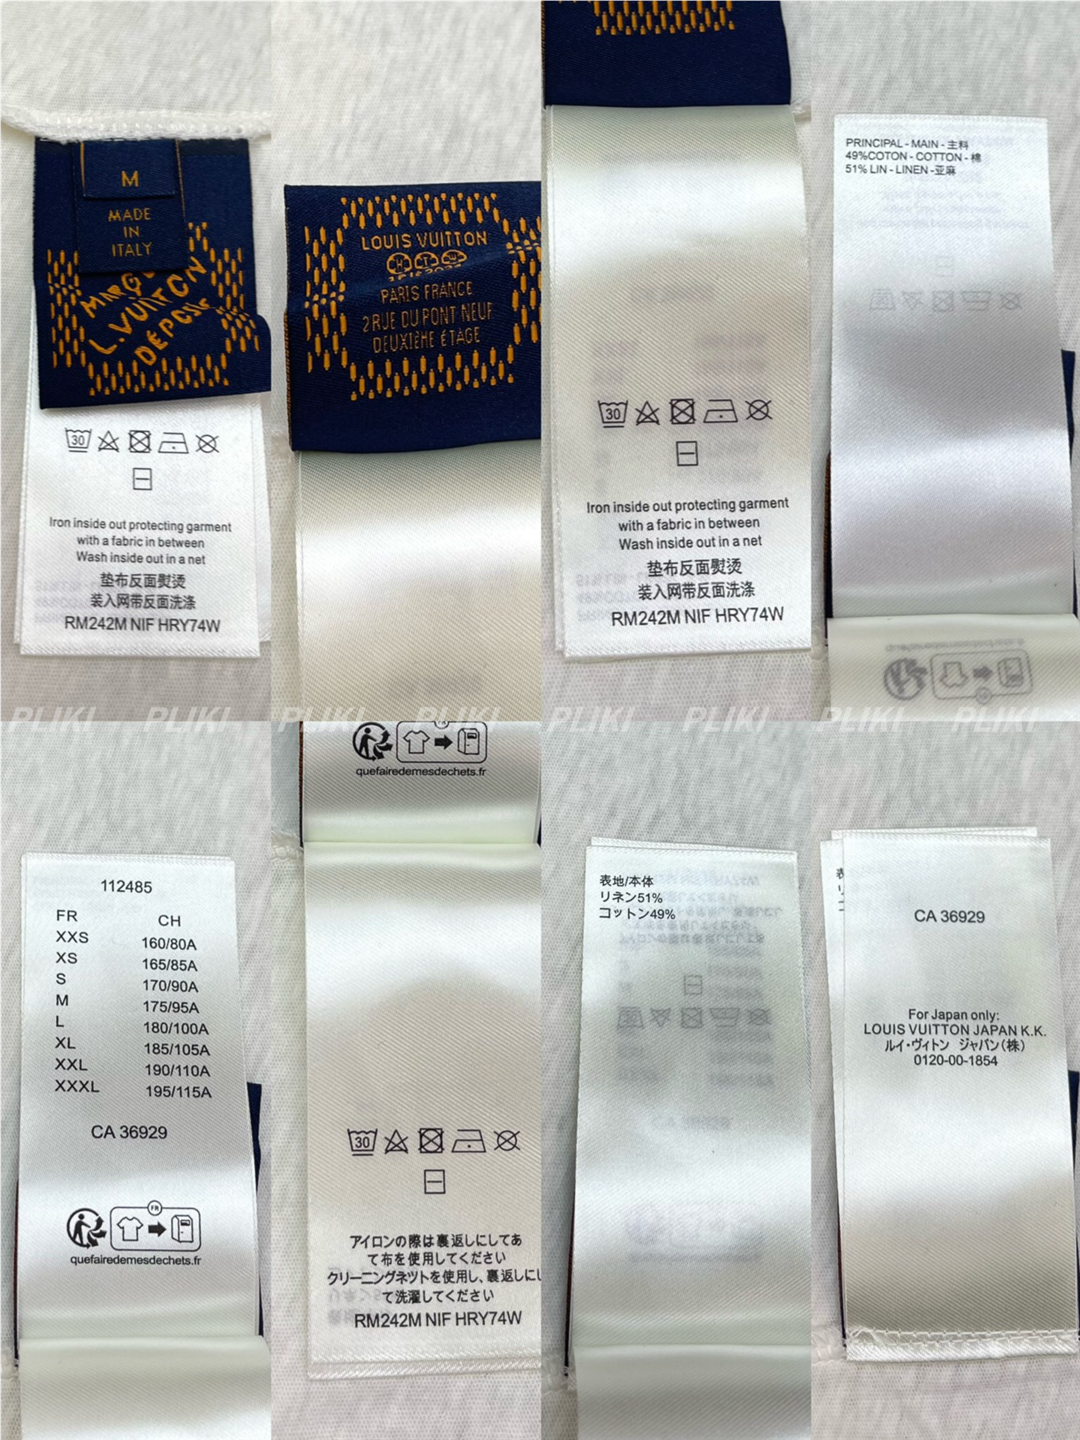 M
MADE
IN
ITALY
MARQUE
L.VUITTON
DÉPOSÉ
30
Iron inside out protecting garment
with a fabric in between
Wash inside out in a net
垫布反面熨烫
装入网带反面洗涤
RM242M NIF HRY74W
LOUIS VUITTON
PARIS FRANCE
2 RUE DU PONT NEUF
DEUXIÈME ÉTAGE
30
Iron inside out protecting garment
with a fabric in between
Wash inside out in a net
垫布反面熨烫
装入网带反面洗涤
RM242M NIF HRY74W
PRINCIPAL - MAIN - 主料
49%COTON - COTTON - 棉
51% LIN - LINEN -亚麻
PLIKI PLIKI PLIKI PLIKI PLIKI PLIKI PLIKI PLIKI
112485
FR CH
XXS 160/80A
XS 165/85A
S 170/90A
M 175/95A
L 180/100A
XL 185/105A
XXL 190/110A
XXXL 195/115A
CA 36929
FR
quefairedemesdechets.fr
quefairedemesdechets.fr
30
アイロンの際は裏返しにしてあ
て布を使用してください
クリーニングネツトを使用し、裏返しにし
て洗濯してください
RM242M NIF HRY74W
表地/本体
リネン51%
コットン49%
CA 36929
For Japan only:
LOUIS VUITTON JAPAN K.K.
ルイ・ヴィトン ジャパン(株)
0120-00-1854